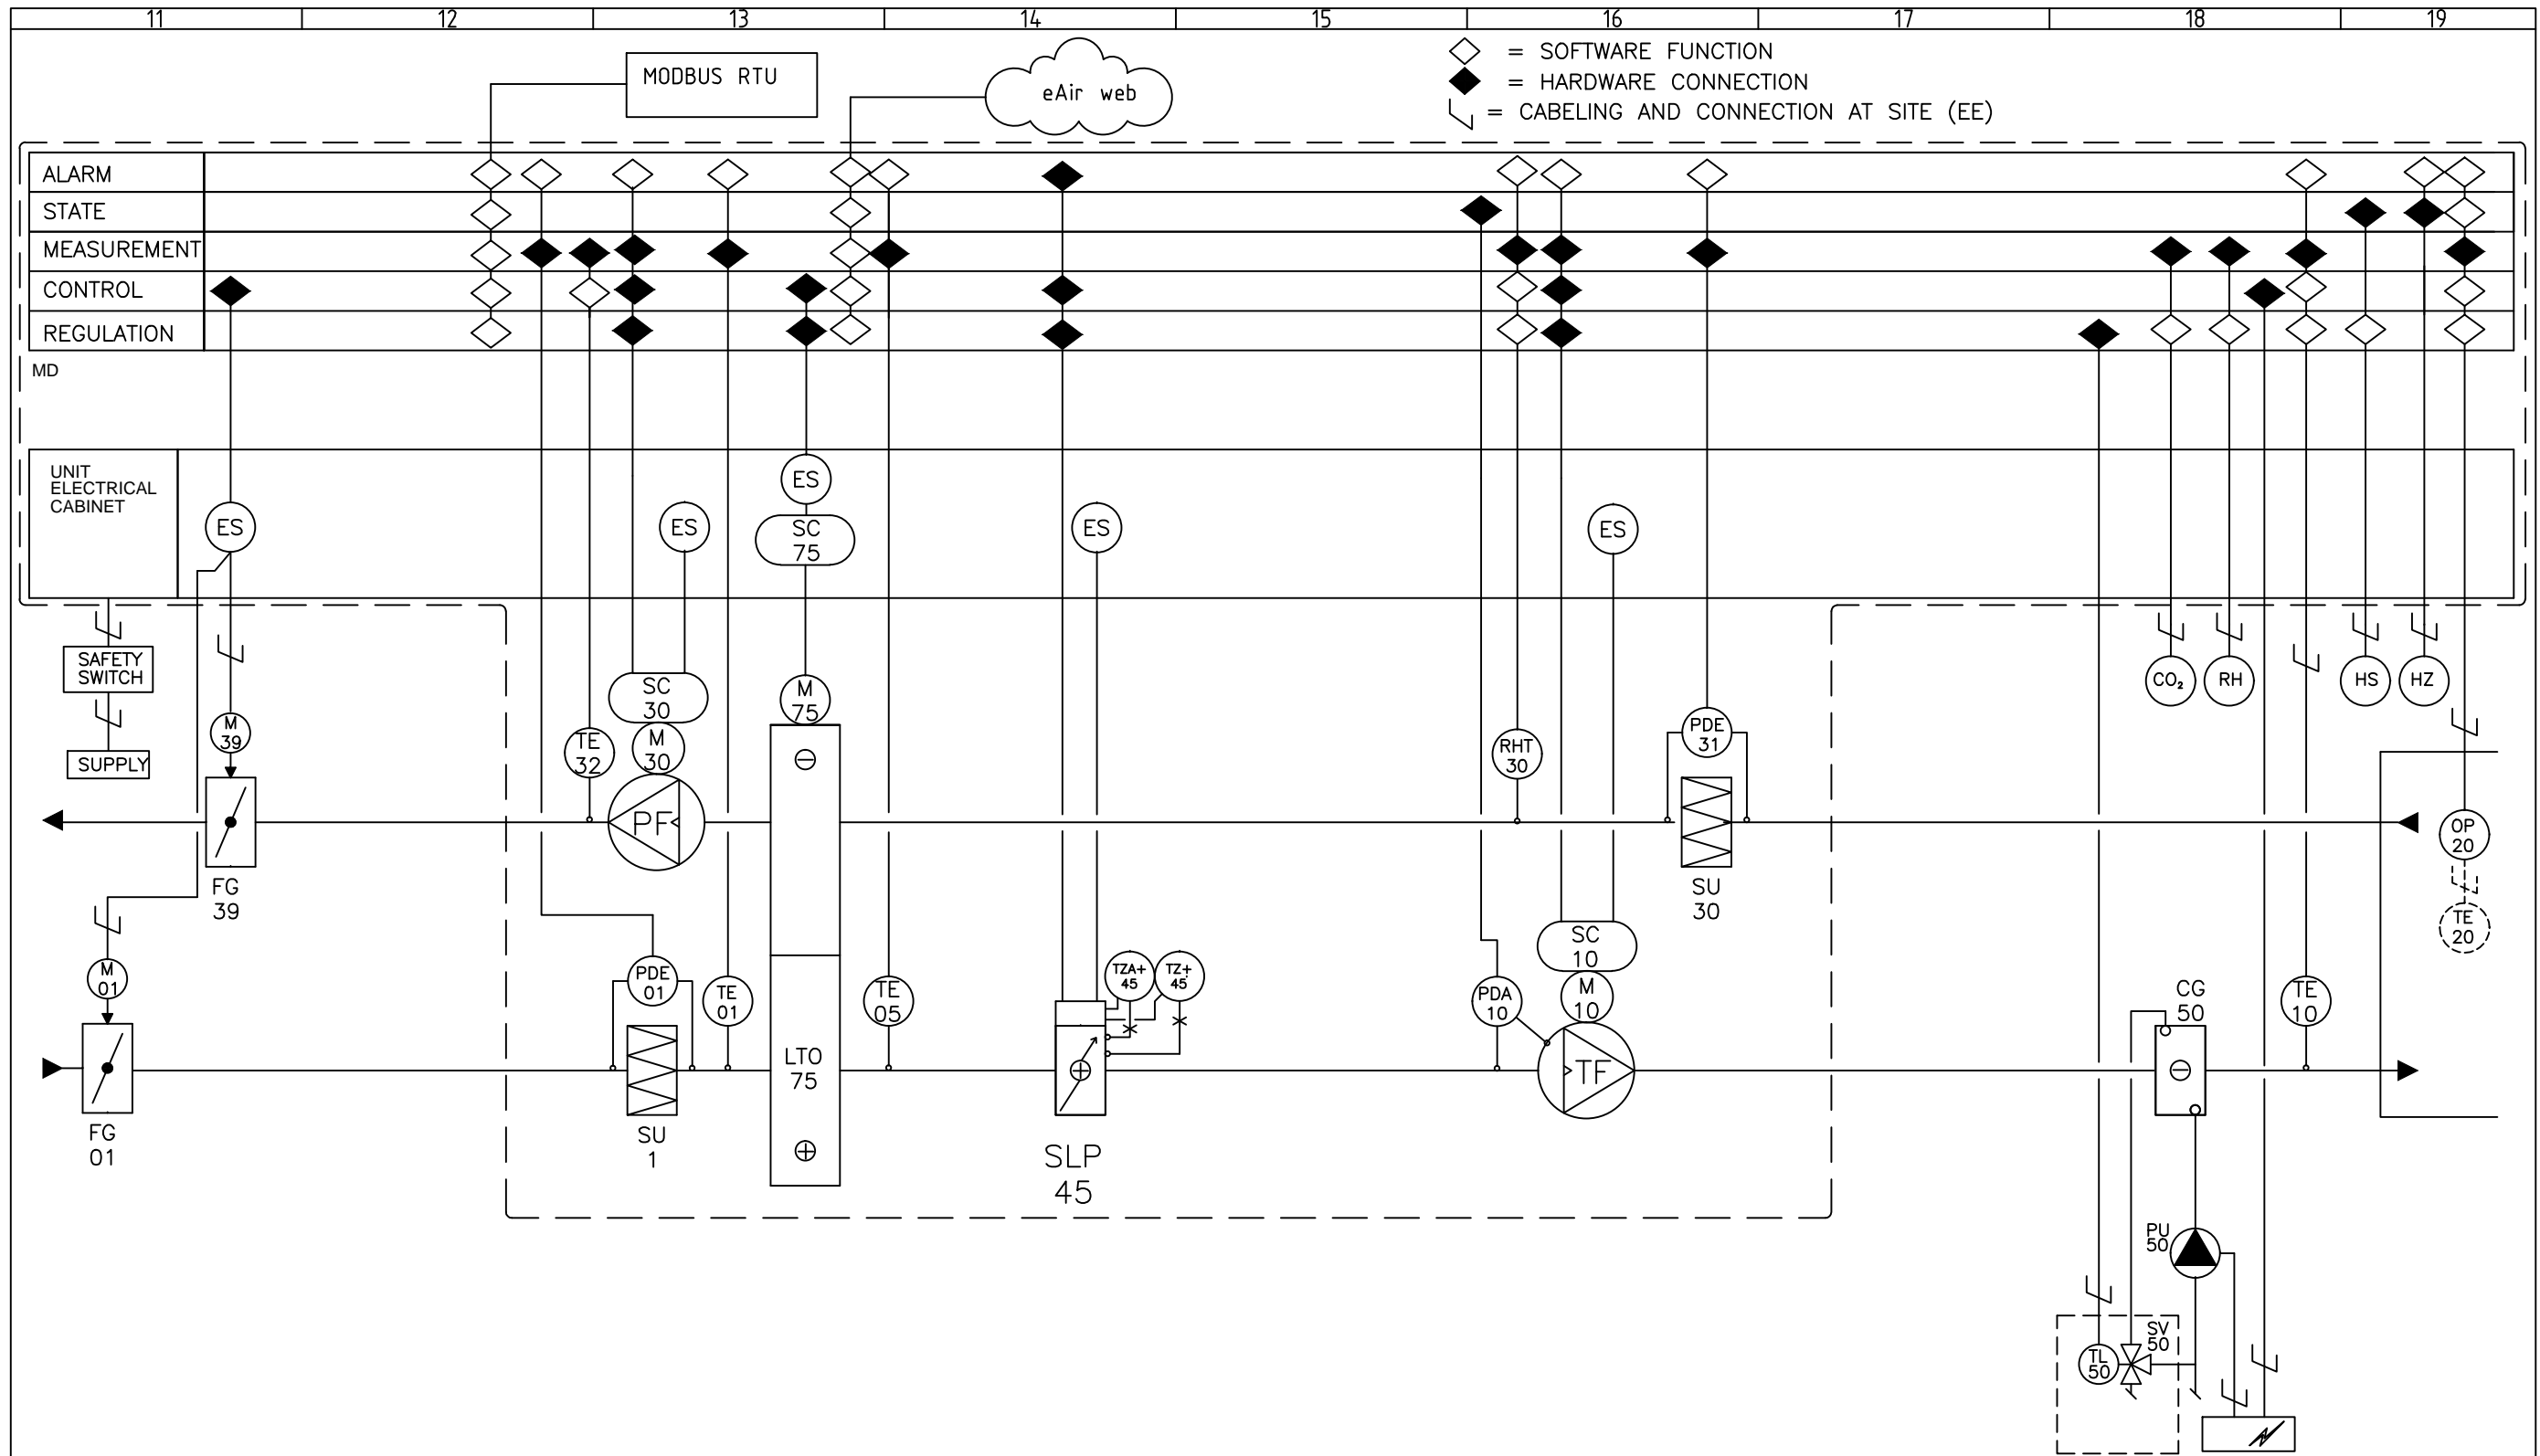 11 12 13 14 15 16 17 18 19
MODBUS RTU
eAir web
= SOFTWARE FUNCTION
= HARDWARE CONNECTION
= CABELING AND CONNECTION AT SITE (EE)
ALARM
STATE
MEASUREMENT
CONTROL
REGULATION
MD
UNIT
ELECTRICAL
CABINET
ES
ES
ES
SC
75
ES
ES
SAFETY
SWITCH
SUPPLY
M
39
FG
39
M
01
FG
01
TE
32
SC
30
M
30
PF
M
75
PDE
01
SU
1
TE
01
LTO
75
TE
05
TZA+
45
TZ+
45
SLP
45
RHT
30
PDE
31
SU
30
PDA
10
SC
10
M
10
TF
CO₂
RH
HS
HZ
OP
20
TE
20
CG
50
TE
10
PU
50
SV
50
TL
50